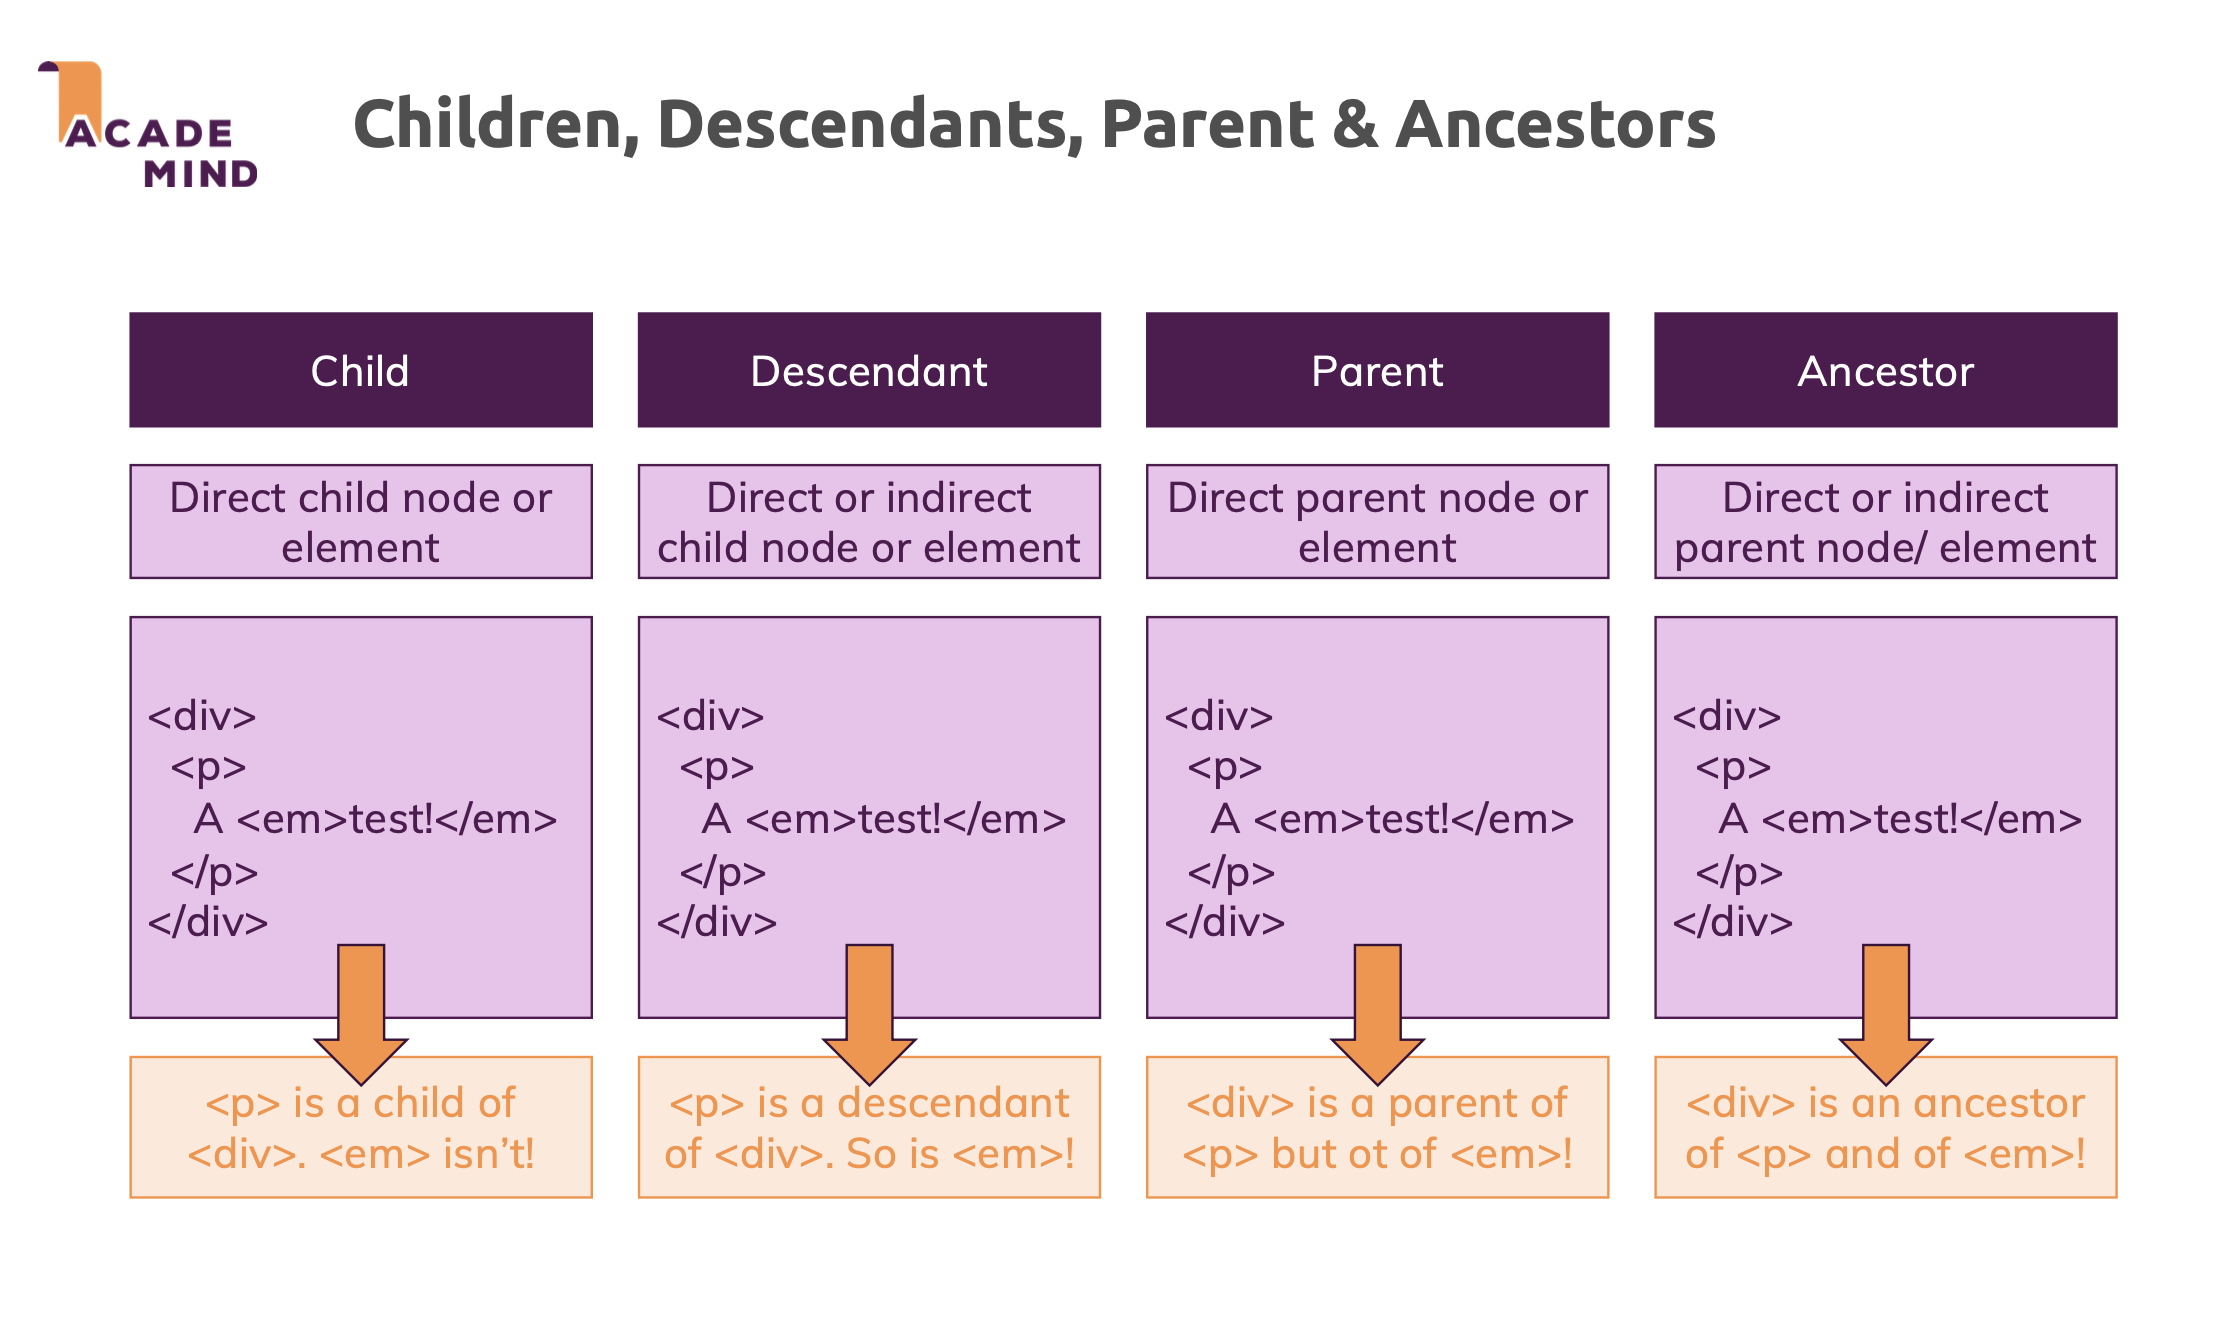 ACADE
MIND
Children, Descendants, Parent & Ancestors
Child
Direct child node or
element
<div>
<p>
A <em>test!</em>
</p>
</div>
<p> is a child of
<div>. <em> isn’t!
Descendant
Direct or indirect
child node or element
<div>
<p>
A <em>test!</em>
</p>
</div>
<p> is a descendant
of <div>. So is <em>!
Parent
Direct parent node or
element
<div>
<p>
A <em>test!</em>
</p>
</div>
<div> is a parent of
<p> but ot of <em>!
Ancestor
Direct or indirect
parent node/ element
<div>
<p>
A <em>test!</em>
</p>
</div>
<div> is an ancestor
of <p> and of <em>!